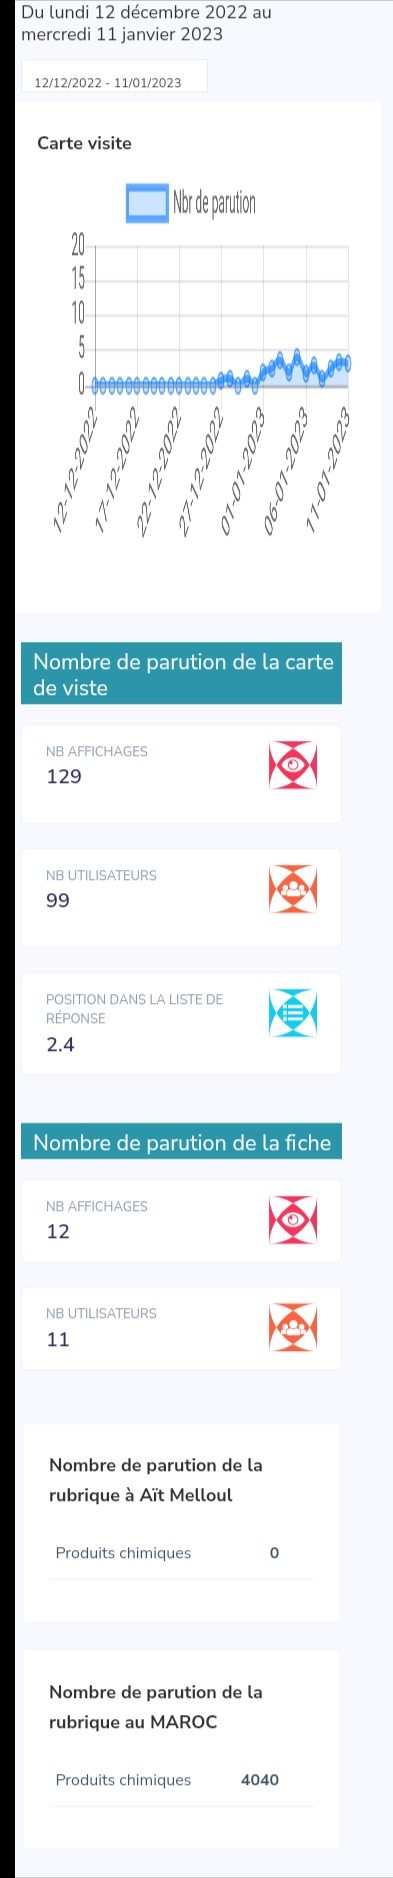 Du lundi 12 décembre 2022 au
mercredi 11 janvier 2023
12/12/2022 - 11/01/2023
Carte visite
Nbr de parution
20
15
10
5
0
12-12-2022
17-12-2022
22-12-2022
27-12-2022
01-01-2023
06-01-2023
11-01-2023
Nombre de parution de la carte
de viste
NB AFFICHAGES
129
NB UTILISATEURS
99
POSITION DANS LA LISTE DE
RÉPONSE
2.4
Nombre de parution de la fiche
NB AFFICHAGES
12
NB UTILISATEURS
11
Nombre de parution de la
rubrique à Aït Melloul
Produits chimiques 0
Nombre de parution de la
rubrique au MAROC
Produits chimiques 4040